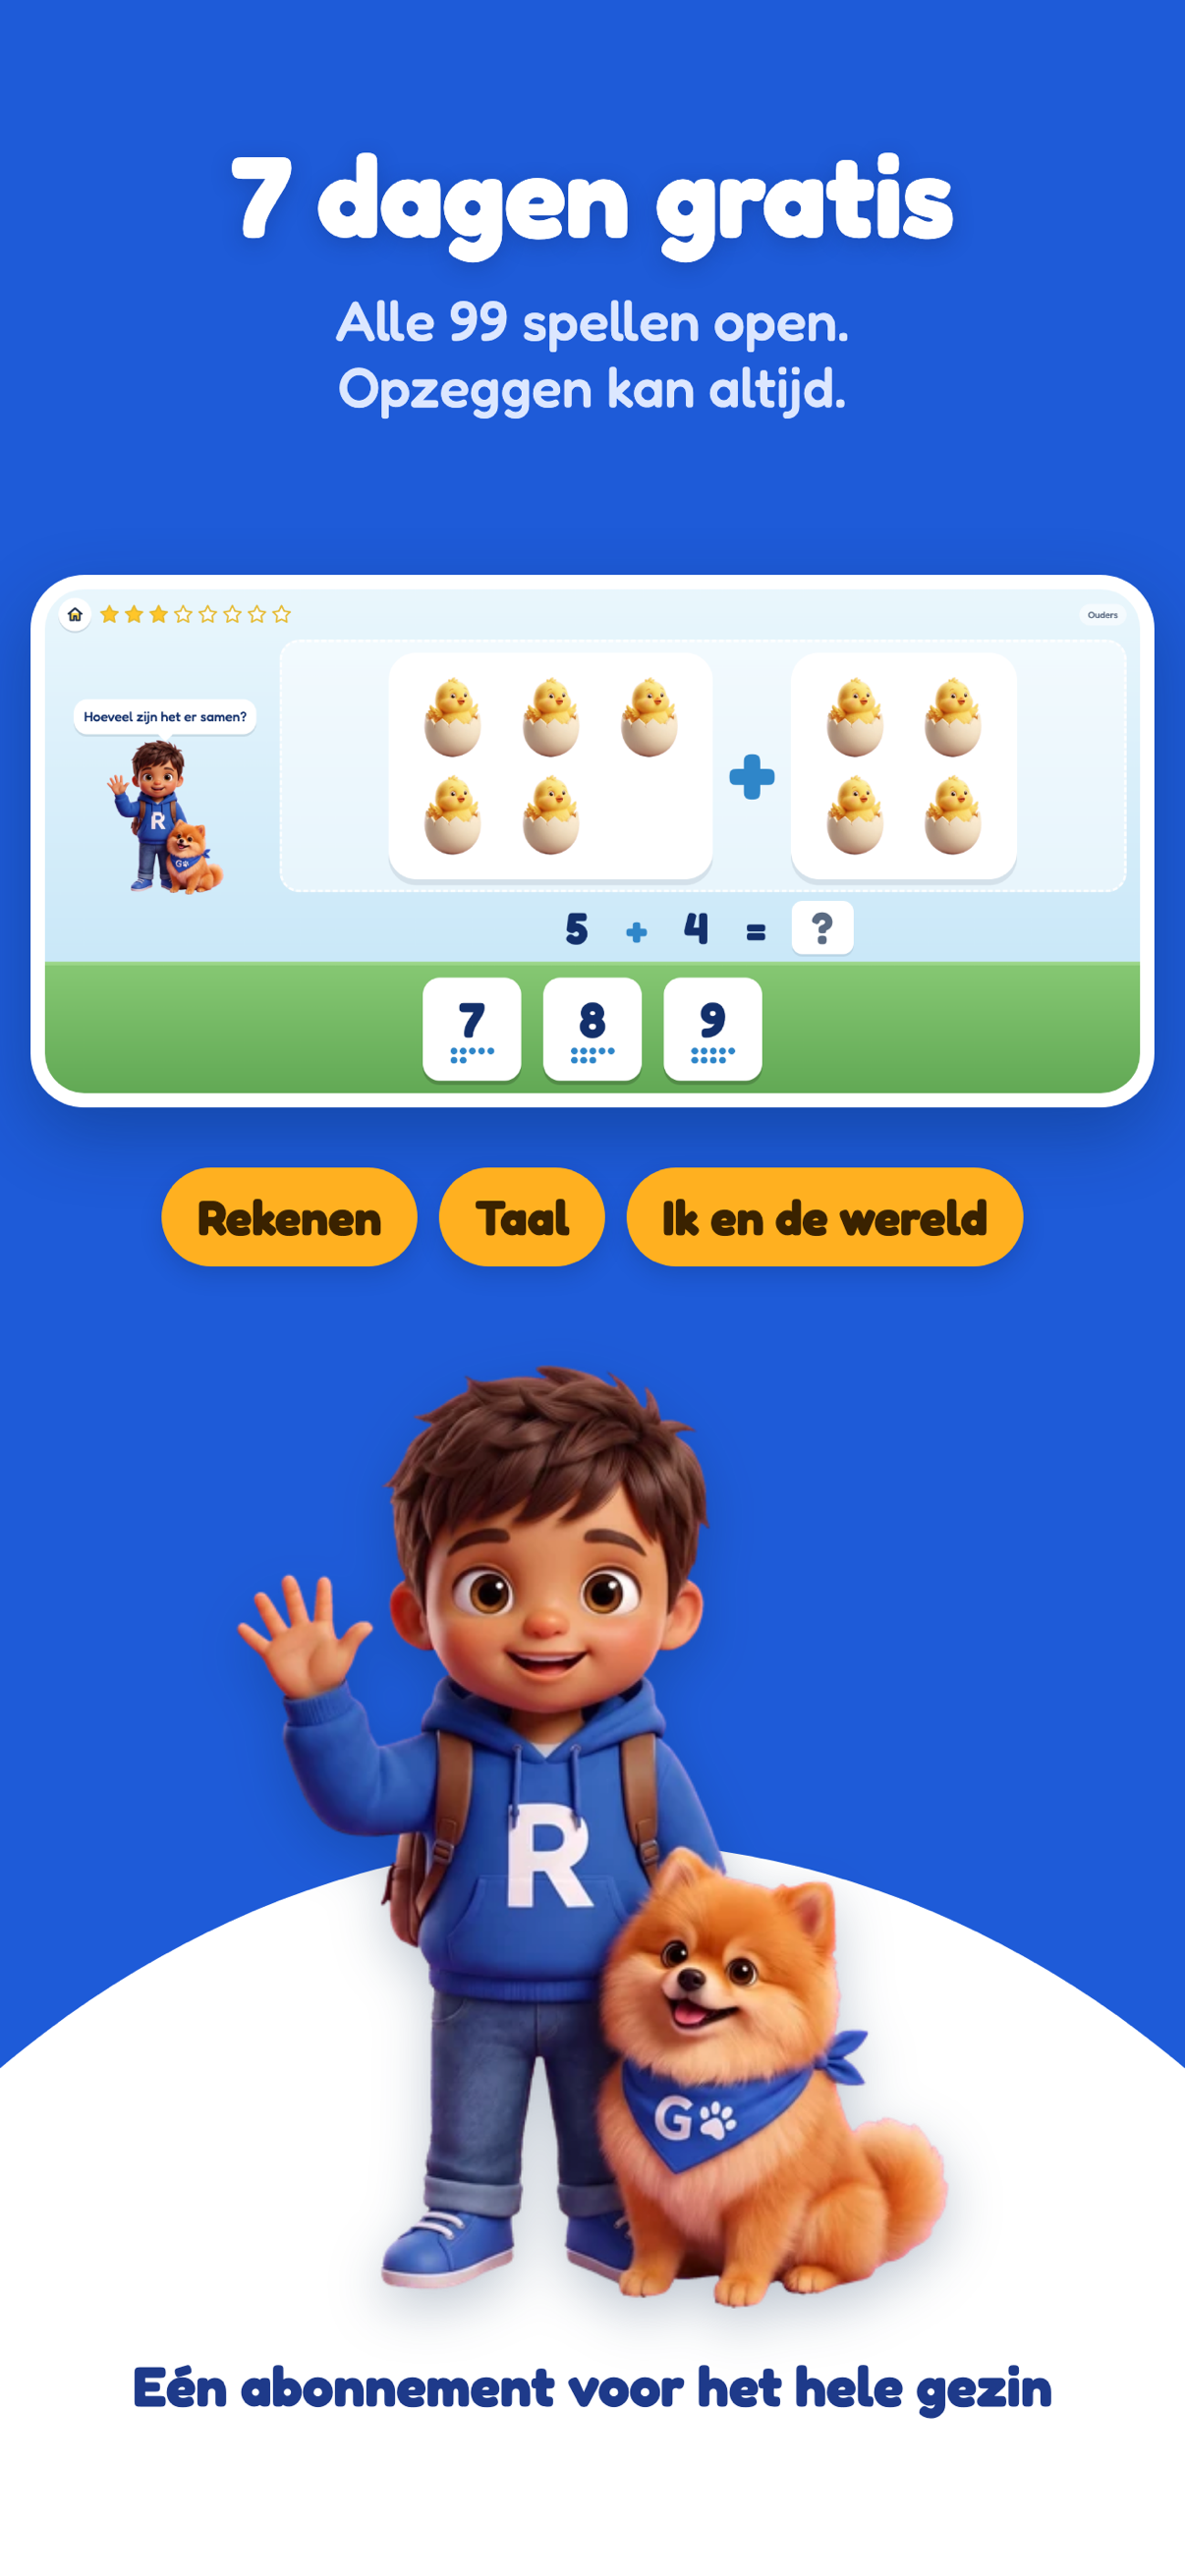 7 dagen gratis
Alle 99 spellen open.
Opzeggen kan altijd.
Ouders
Hoeveel zijn het er samen?
R
G
5 + 4 = ?
7 8 9
Rekenen Taal Ik en de wereld
R
G
Eén abonnement voor het hele gezin